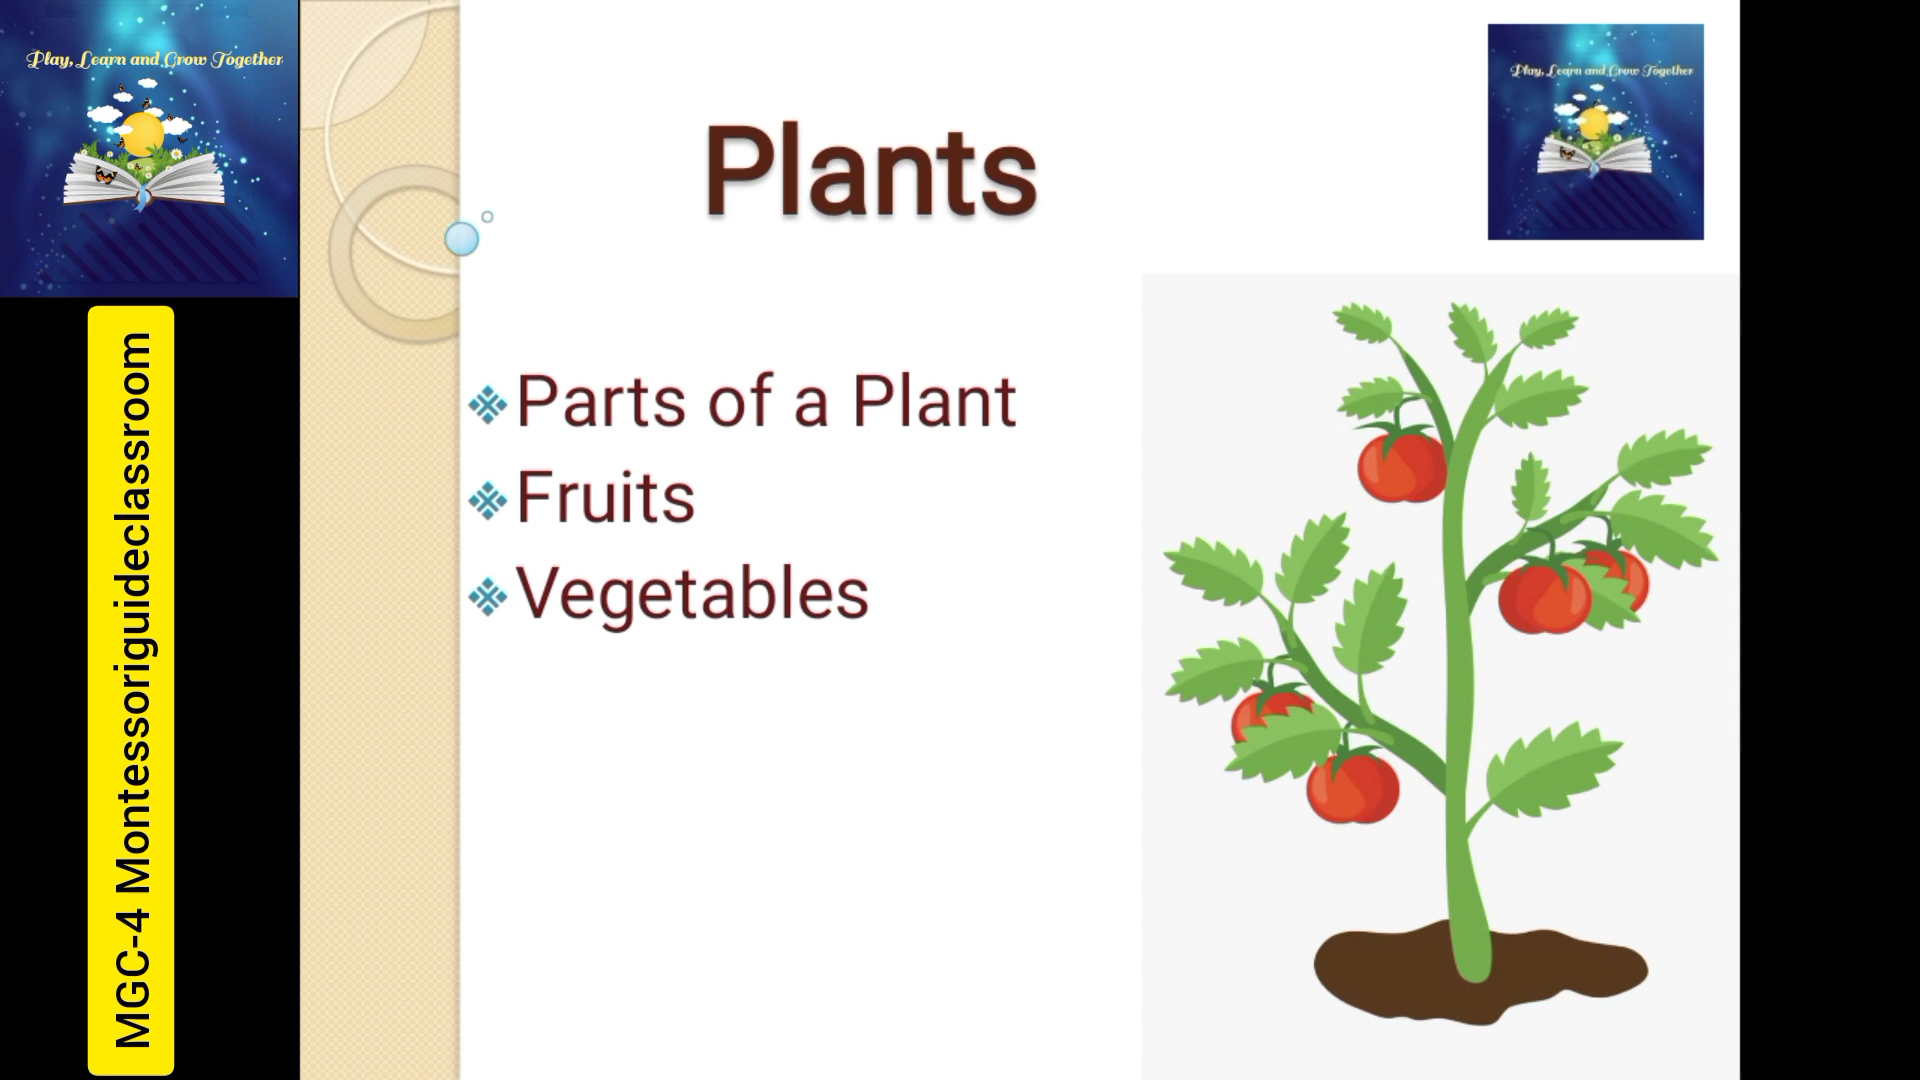 Play, Learn and Grow Together
MGC-4 Montessoriguideclassroom
Plants
Play, Learn and Grow Together
Parts of a Plant
Fruits
Vegetables